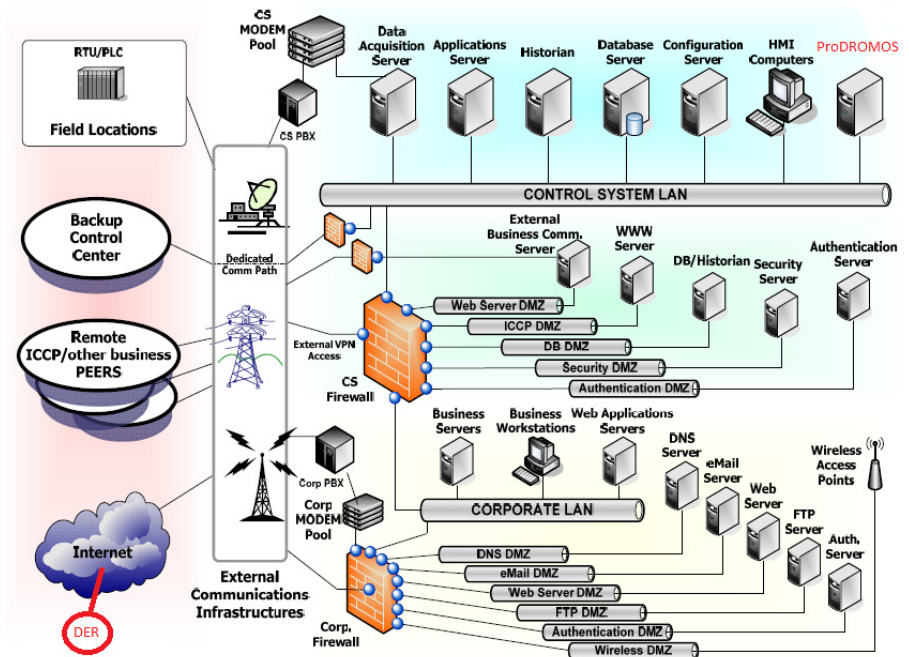 CS
MODEM
Pool
Data
Acquisition
Server
Applications
Server
Historian
Database
Server
Configuration
Server
HMI
Computers
ProDROMOS
RTU/PLC
Field Locations
CS PBX
CONTROL SYSTEM LAN
Backup
Control
Center
Dedicated
Comm Path
External
Business Comm.
Server
WWW
Server
DB/Historian
Security
Server
Authentication
Server
Web Server DMZ
ICCP DMZ
DB DMZ
Security DMZ
Authentication DMZ
External VPN
Access
CS
Firewall
Remote
ICCP/other business
PEERS
Business
Servers
Business
Workstations
Web Applications
Servers
DNS
Server
eMail
Server
Web
Server
FTP
Server
Auth.
Server
Wireless
Access
Points
Corp PBX
Corp
MODEM
Pool
CORPORATE LAN
Internet
DER
External
Communications
Infrastructures
DNS DMZ
eMail DMZ
Web Server DMZ
FTP DMZ
Authentication DMZ
Wireless DMZ
Corp.
Firewall